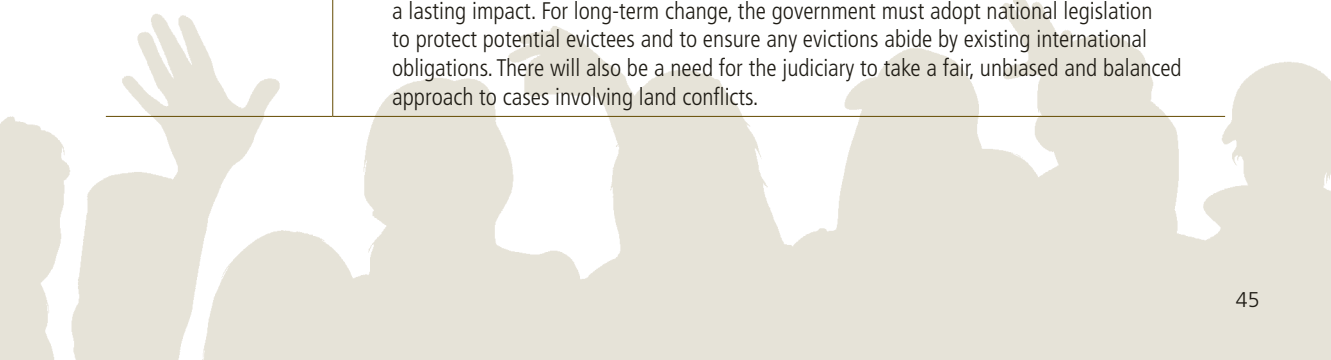 a lasting impact. For long-term change, the government must adopt national legislation
to protect potential evictees and to ensure any evictions abide by existing international
obligations. There will also be a need for the judiciary to take a fair, unbiased and balanced
approach to cases involving land conflicts.
45